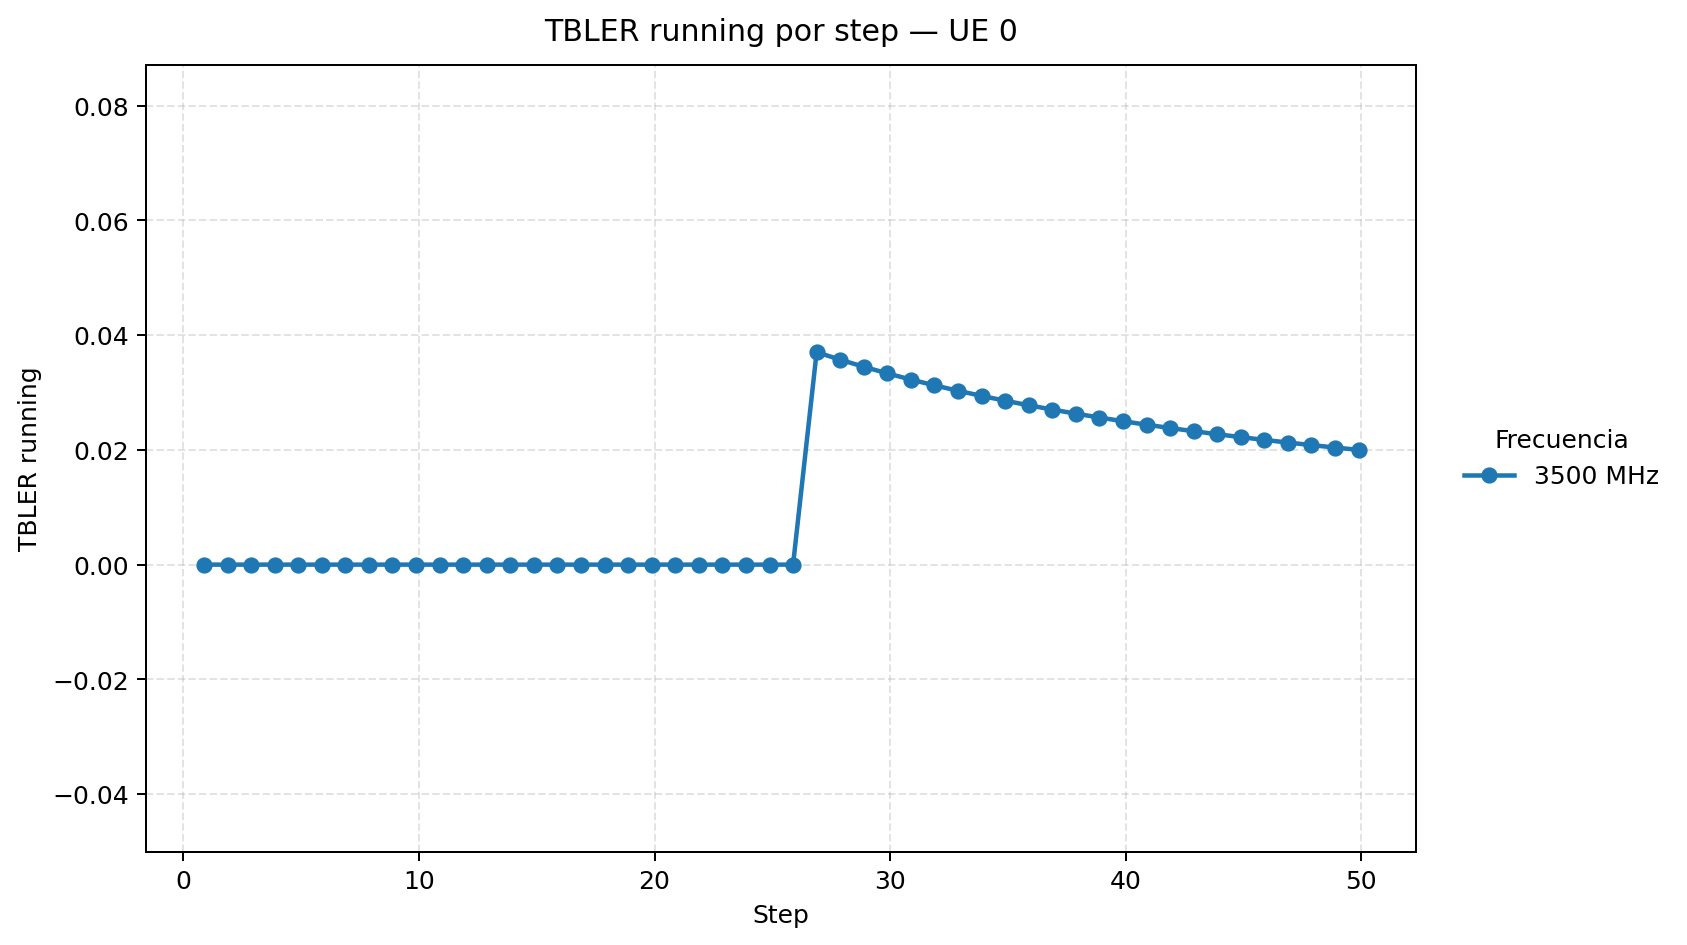 TBLER running por step — UE 0
TBLER running
0.08
0.06
0.04
0.02
0.00
−0.02
−0.04
0
10
20
30
40
50
Step
Frecuencia
3500 MHz